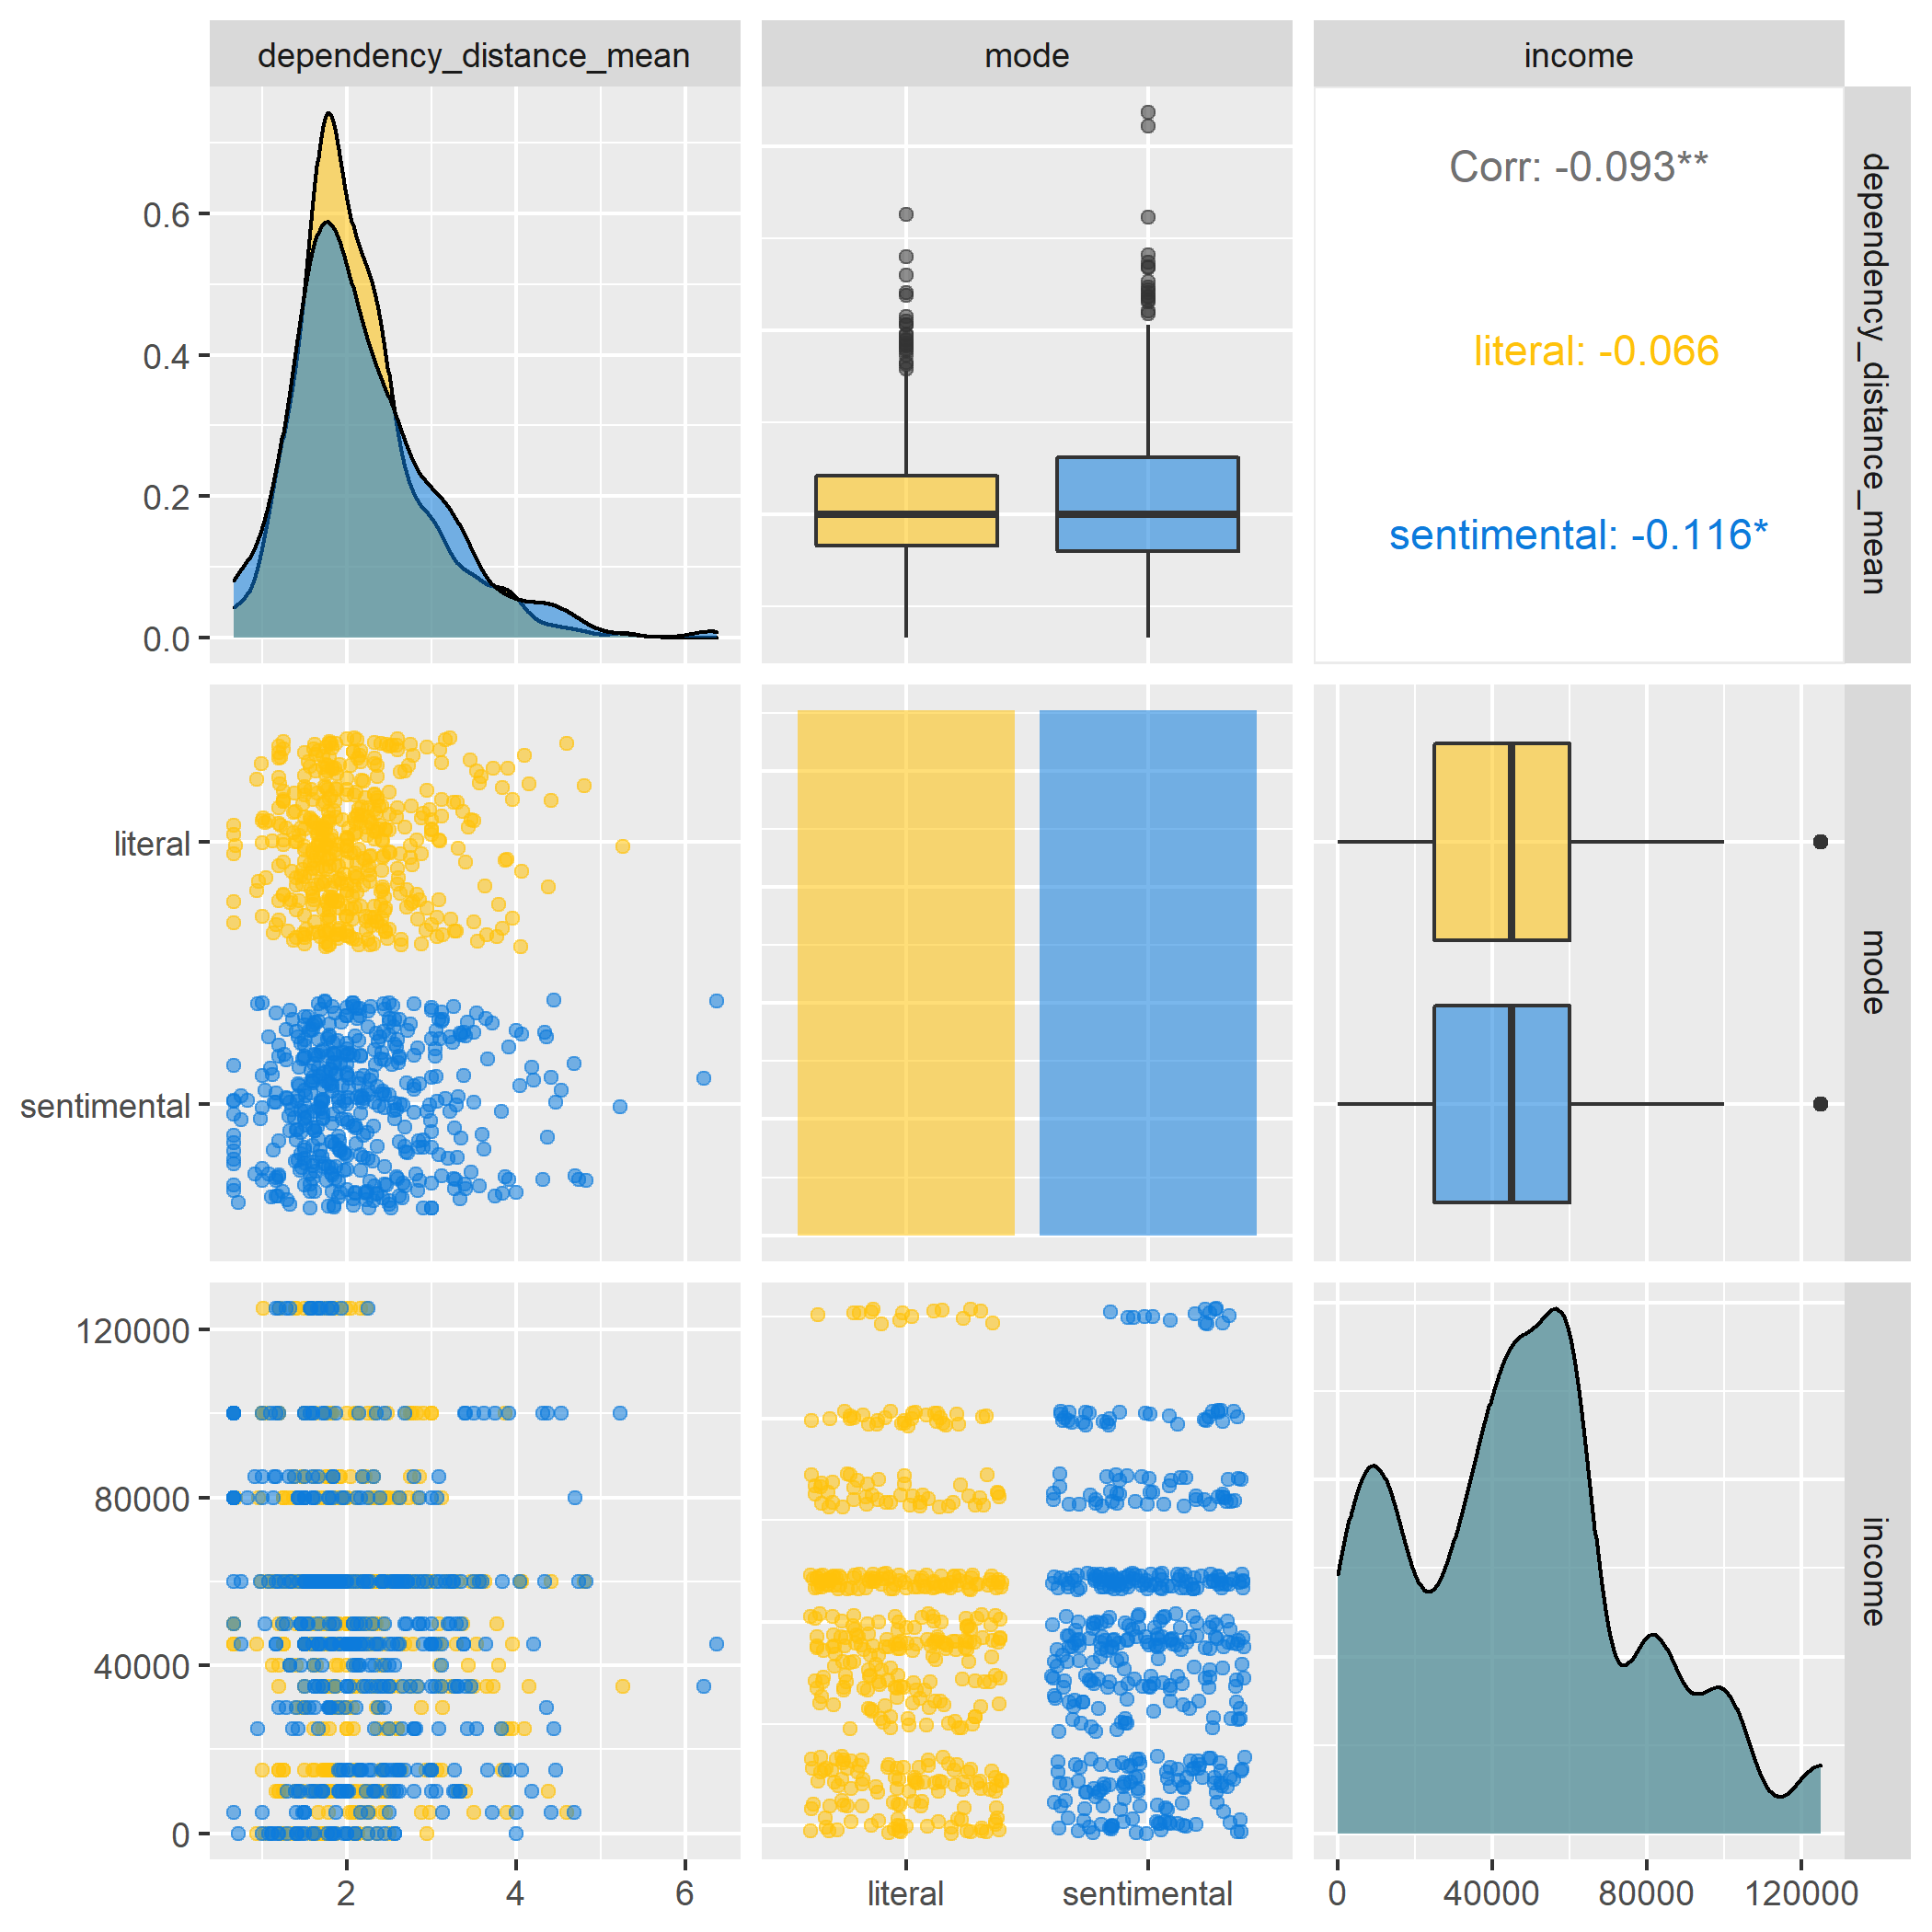 dependency_distance_mean
mode
income
0.6
0.4
0.2
0.0
Corr: -0.093**
literal: -0.066
sentimental: -0.116*
dependency_distance_mean
literal
sentimental
mode
120000
80000
40000
0
income
2 4 6
literal sentimental
0 40000 80000 120000